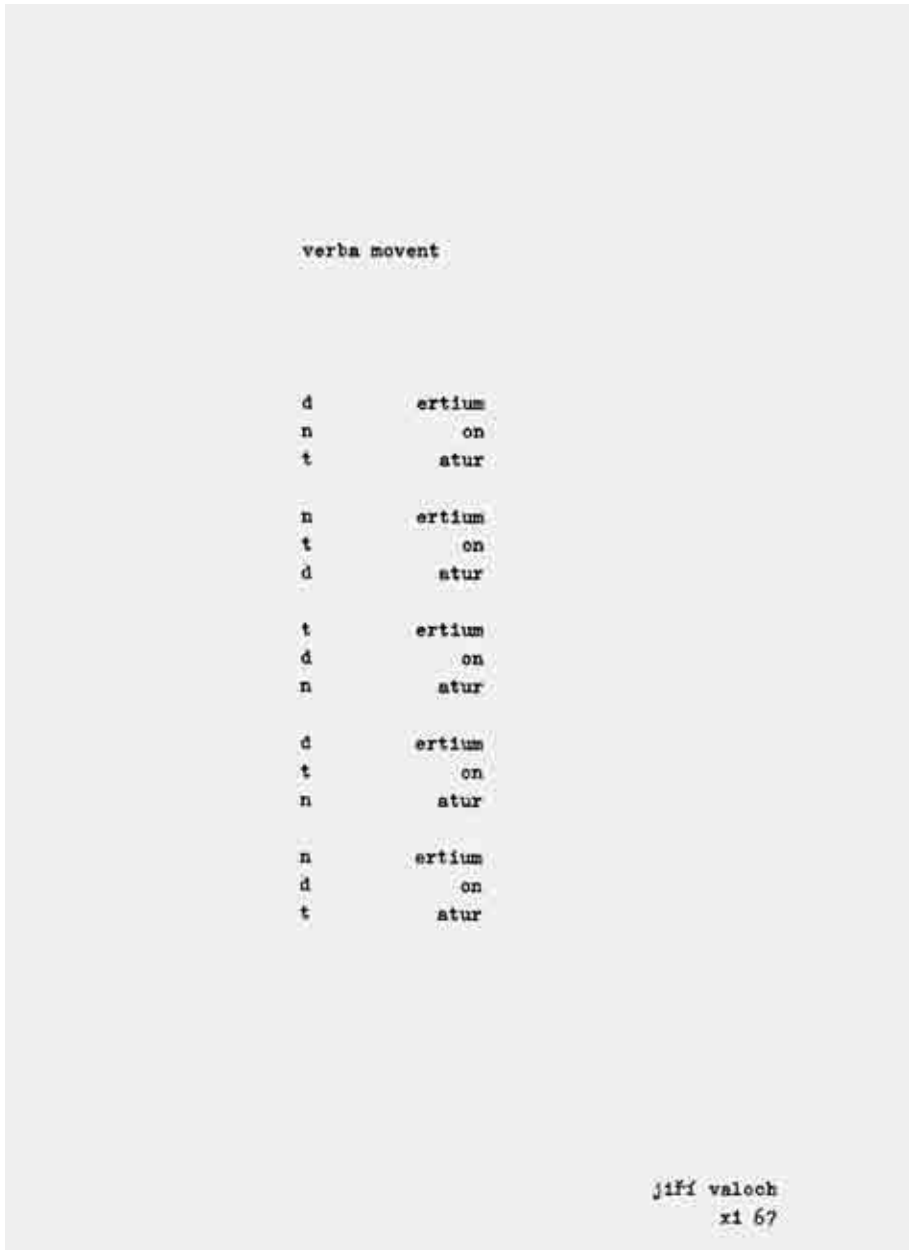 verba movent
d ertium
n on
t atur
n ertium
t on
d atur
t ertium
d on
n atur
d ertium
t on
n atur
n ertium
d on
t atur
jiří valoch
xi 67